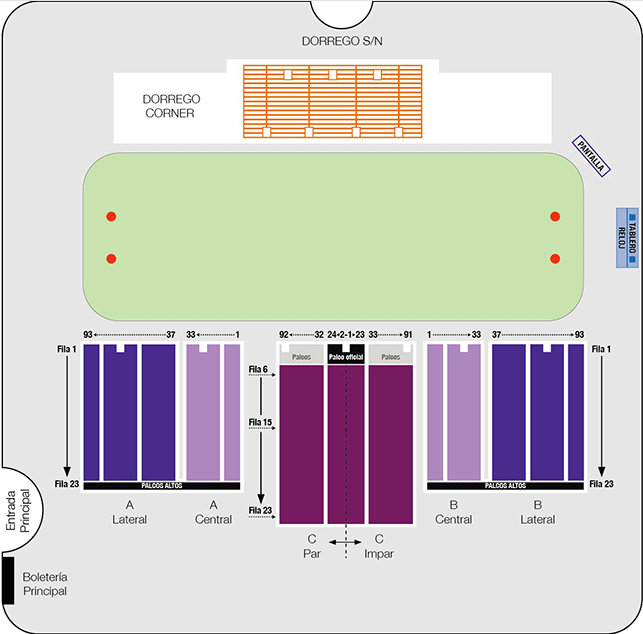 DORREGO S/N
DORREGO
CORNER
PANTALLA
TABLERO
RELOJ
93 37 33 1
92 32 24 2-1 23 33 91
1 33 37 93
Fila 1
Fila 1
Palcos
Palco oficial
Palcos
Fila 6
Fila 15
Fila 23
Fila 23
Fila 23
PALCOS ALTOS
PALCOS ALTOS
A
Lateral
A
Central
B
Central
B
Lateral
C
Par
C
Impar
Entrada
Principal
Boletería
Principal